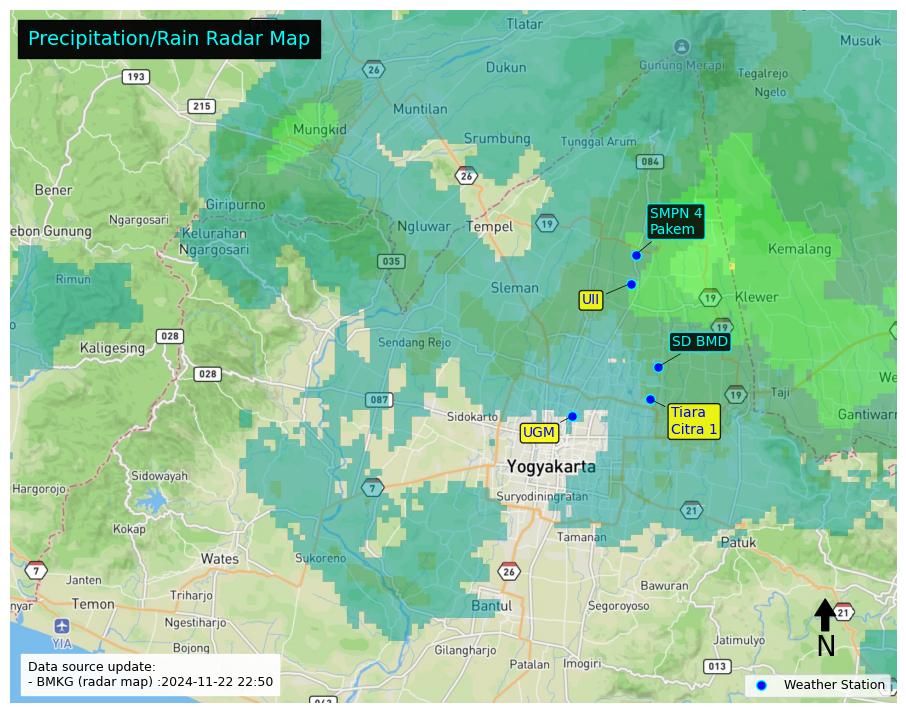 Precipitation/Rain Radar Map
Tlatar
Musuk
193
26
Dukun
Gunung Merapi
Tegalrejo
Ngelo
215
Muntilan
Mungkid
Srumbung
Tunggal Arum
084
26
Bener
Giripurno
Ngargosari
ebon Gunung
Kelurahan
Ngargosari
Ngluwar
Tempel
19
SMPN 4
Pakem
Kemalang
035
Rimun
Sleman
UII
19
Klewer
19
028
Kaligesing
Sendang Rejo
SD BMD
028
We
087
19
Taji
Sidokarto
UGM
Tiara
Citra 1
Gantiwarn
Yogyakarta
Sidowayah
Hargorojo
7
Suryodiningratan
21
Kokap
Tamanan
Patuk
Wates
Sukoreno
7
26
Janten
Bawuran
nyar
Temon
Triharjo
Bantul
Segoroyoso
21
Ngestiharjo
YIA
Jatimulyo
N
Bojong
Gilangharjo
Patalan
Imogiri
013
Data source update:
- BMKG (radar map) :2024-11-22 22:50
Weather Station